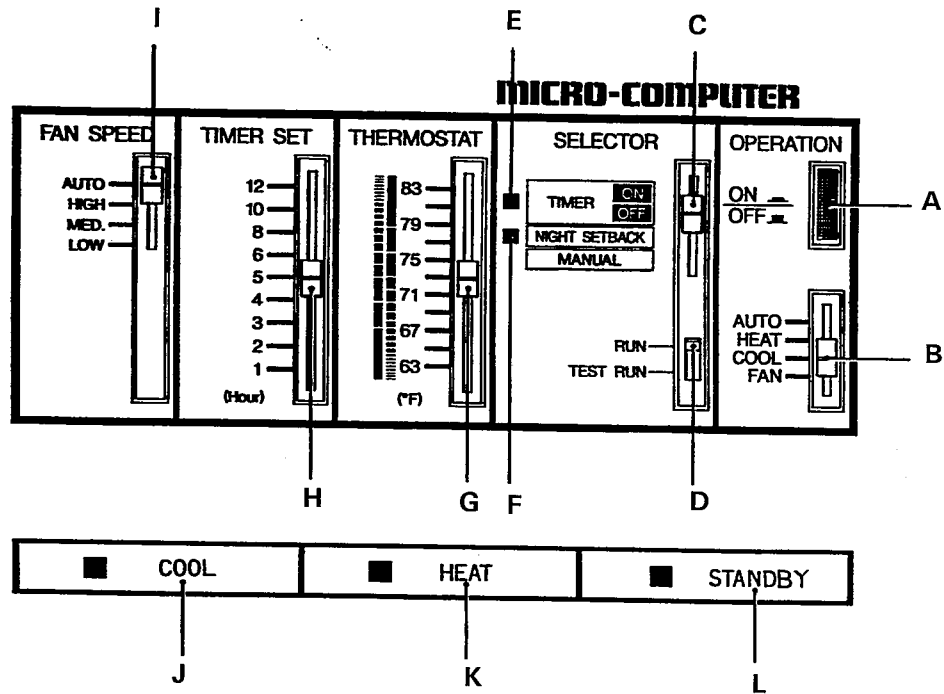 I
E
C
MICRO-COMPUTER
FAN SPEED
AUTO
HIGH
MED.
LOW
TIMER SET
12
10
8
6
5
4
3
2
1
(Hour)
THERMOSTAT
83
79
75
71
67
63
(°F)
SELECTOR
TIMER ON
OFF
NIGHT SETBACK
MANUAL
RUN
TEST RUN
OPERATION
ON
OFF
AUTO
HEAT
COOL
FAN
A
B
H
G
F
D
COOL
HEAT
STANDBY
J
K
L